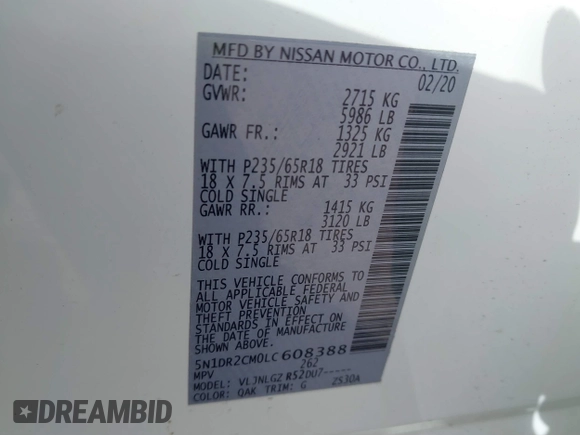 MFD BY NISSAN MOTOR CO., LTD.
DATE: 02/20
GVWR: 2715 KG
5986 LB
GAWR FR.: 1325 KG
2921 LB
WITH P235/65R18 TIRES
18 X 7.5 RIMS AT 33 PSI
COLD SINGLE
GAWR RR.: 1415 KG
3120 LB
WITH P235/65R18 TIRES
18 X 7.5 RIMS AT 33 PSI
COLD SINGLE
THIS VEHICLE CONFORMS TO
ALL APPLICABLE FEDERAL
MOTOR VEHICLE SAFETY AND
THEFT PREVENTION
STANDARDS IN EFFECT ON
THE DATE OF MANUFACTURE
SHOWN ABOVE.
5N1DR2CM0LC608388
MPV 262
MODEL: VLJNLGZ R52DU7-----
COLOR: QAK TRIM: G ZS30A
DREAMBID